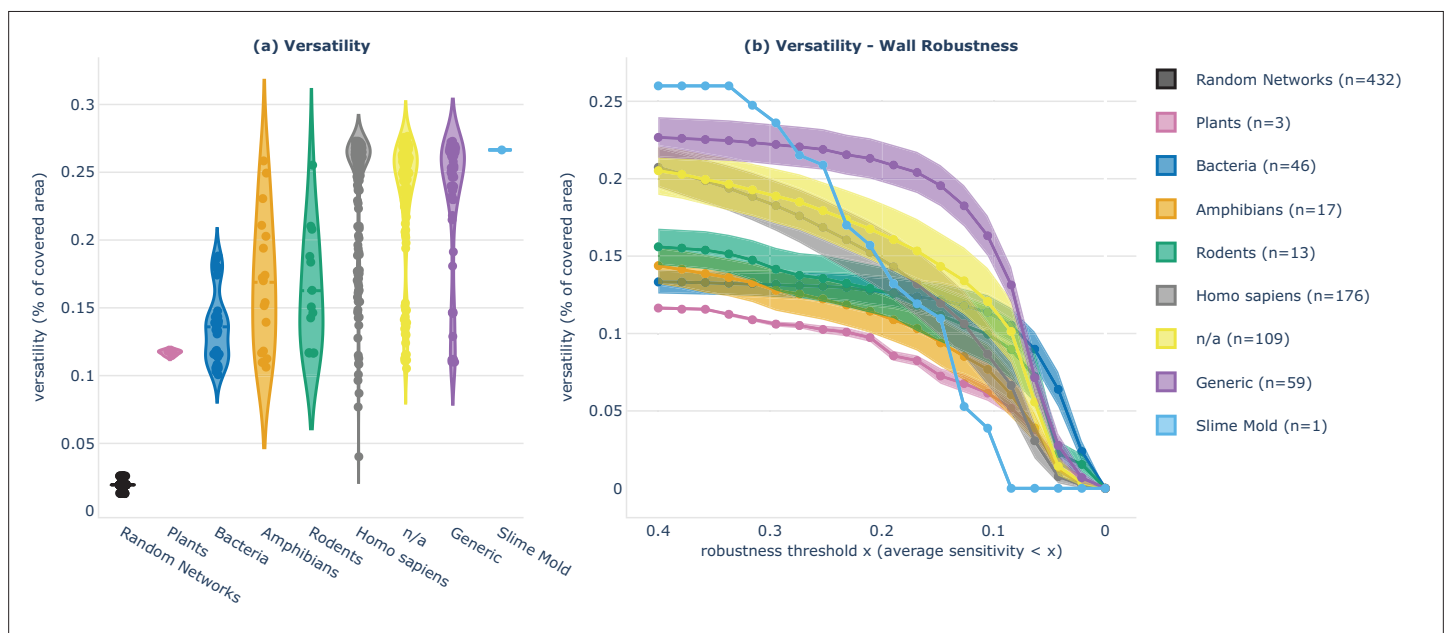 (a) Versatility
versatility (% of covered area)
0.3
0.25
0.2
0.15
0.1
0.05
0
Random Networks
Plants
Bacteria
Amphibians
Rodents
Homo sapiens
n/a
Generic
Slime Mold
(b) Versatility - Wall Robustness
versatility (% of covered area)
0.25
0.2
0.15
0.1
0.05
0
0.4
0.3
0.2
0.1
0
robustness threshold x (average sensitivity < x)
Random Networks (n=432)
Plants (n=3)
Bacteria (n=46)
Amphibians (n=17)
Rodents (n=13)
Homo sapiens (n=176)
n/a (n=109)
Generic (n=59)
Slime Mold (n=1)